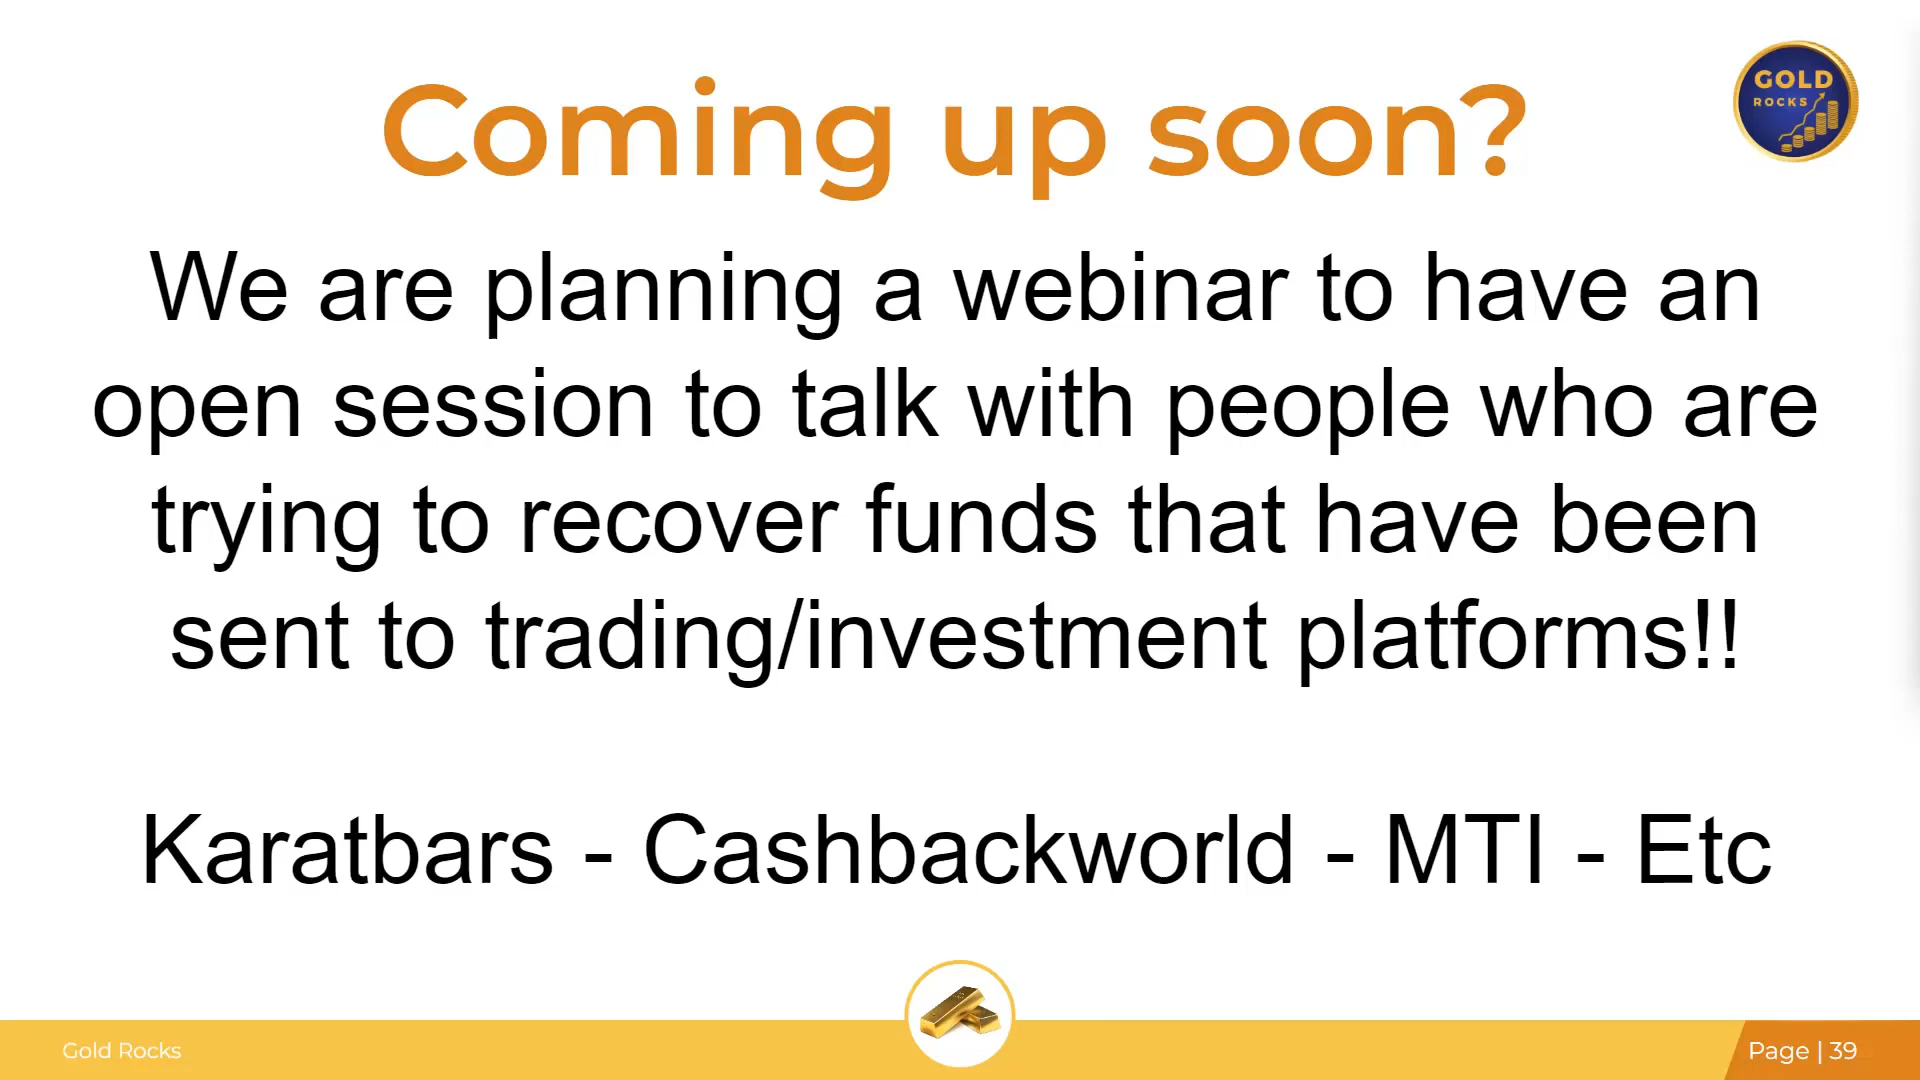 Coming up soon?
GOLD
ROCKS
We are planning a webinar to have an
open session to talk with people who are
trying to recover funds that have been
sent to trading/investment platforms!!
Karatbars - Cashbackworld - MTI - Etc
Gold Rocks
Page | 39